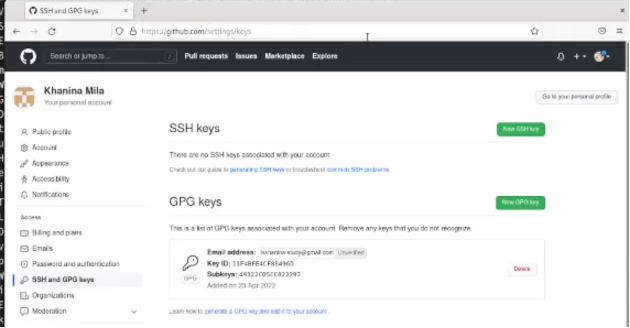 SSH and GPG keys
https://github.com/settings/keys
Search or jump to...
/
Pull requests
Issues
Marketplace
Explore
Khanina Mila
Your personal account
Go to your personal profile
Public profile
Account
Appearance
Accessibility
Notifications
Access
Billing and plans
Emails
Password and authentication
SSH and GPG keys
Organizations
Moderation
SSH keys
New SSH key
There are no SSH keys associated with your account.
Check out our guide to generating SSH keys or troubleshoot common SSH problems.
GPG keys
New GPG key
This is a list of GPG keys associated with your account. Remove any keys that you do not recognize.
Email address: Unverified
Key ID: 11F4BFE4CF88496D
Subkeys: 49322C05CC822297
Added on 23 Apr 2022
GPG
Delete
Learn how to generate a GPG key and add it to your account.